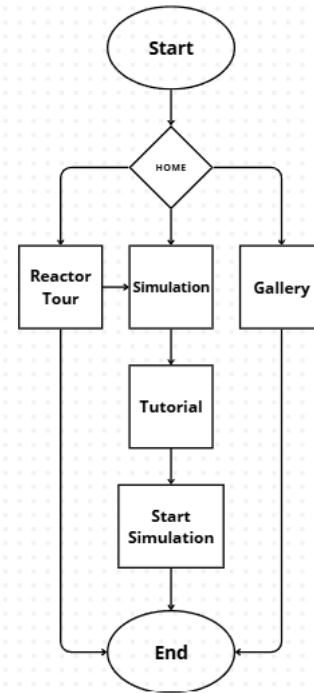 Start
HOME
Reactor
Tour
Simulation
Gallery
Tutorial
Start
Simulation
End